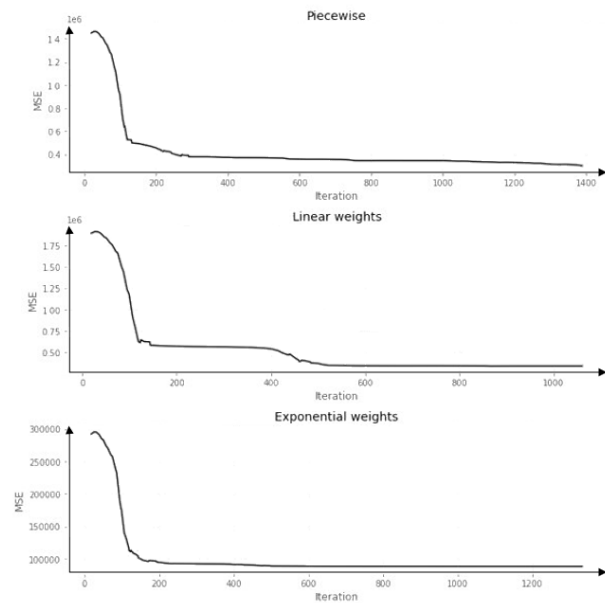 Piecewise
1e6
1 4
1 2
1 0
0 8
0 6
0 4
MSE
0 200 400 600 800 1000 1200 1400
Iteration
Linear weights
1e6
1.75
1 50
1 25
1 00
0.75
0 50
MSE
0 200 400 600 800 1000
Iteration
Exponential weights
300000
250000
200000
150000
100000
MSE
0 200 400 600 800 1000 1200
Iteration